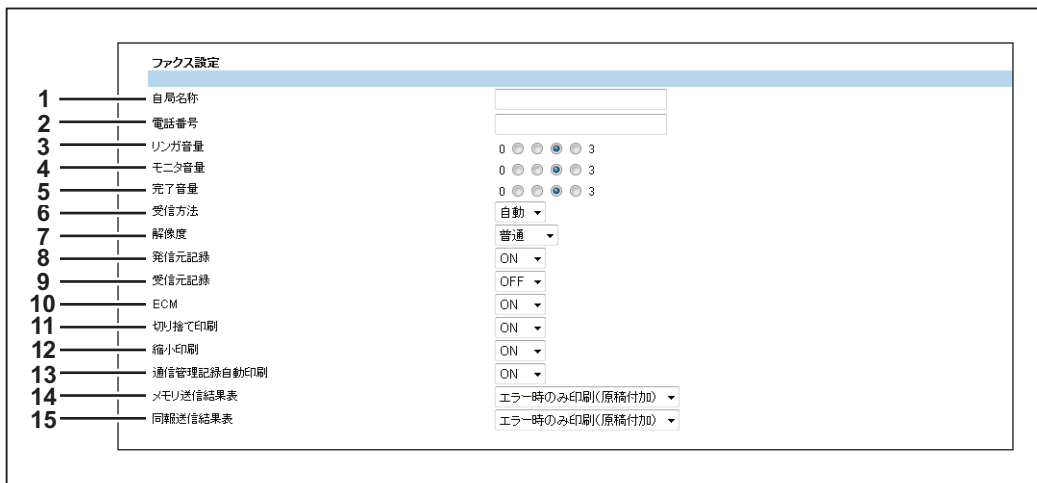 ファクス設定
1 自局名称
2 電話番号
3 リンガ音量 0 3
4 モニタ音量 0 3
5 完了音量 0 3
6 受信方法 自動
7 解像度 普通
8 発信元記録 ON
9 受信元記録 OFF
10 ECM ON
11 切り捨て印刷 ON
12 縮小印刷 ON
13 通信管理記録自動印刷 ON
14 メモリ送信結果表 エラー時のみ印刷(原稿付加)
15 同報送信結果表 エラー時のみ印刷(原稿付加)